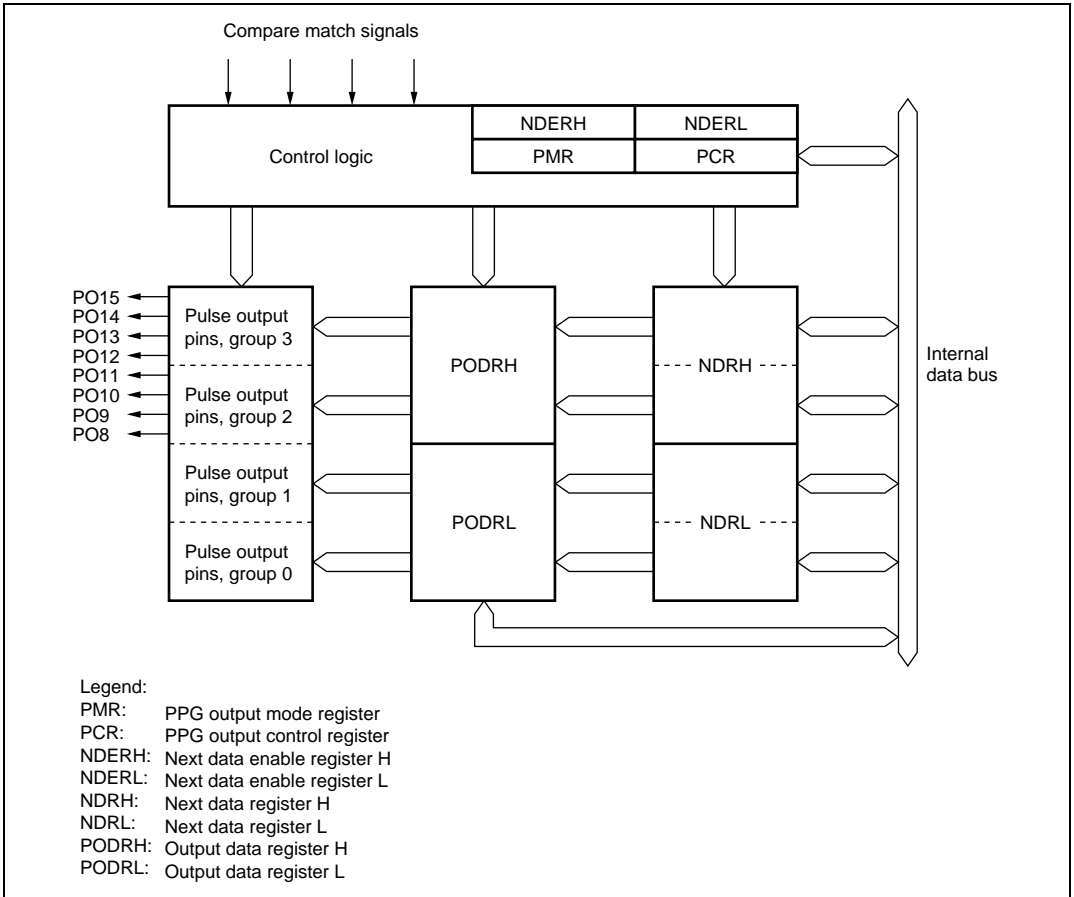 Compare match signals
NDERH NDERL
Control logic PMR PCR
PO15
PO14
PO13
PO12
PO11
PO10
PO9
PO8
Pulse output
pins, group 3
Pulse output
pins, group 2
Pulse output
pins, group 1
Pulse output
pins, group 0
PODRH
PODRL
NDRH
NDRL
Internal
data bus
Legend:
PMR: PPG output mode register
PCR: PPG output control register
NDERH: Next data enable register H
NDERL: Next data enable register L
NDRH: Next data register H
NDRL: Next data register L
PODRH: Output data register H
PODRL: Output data register L